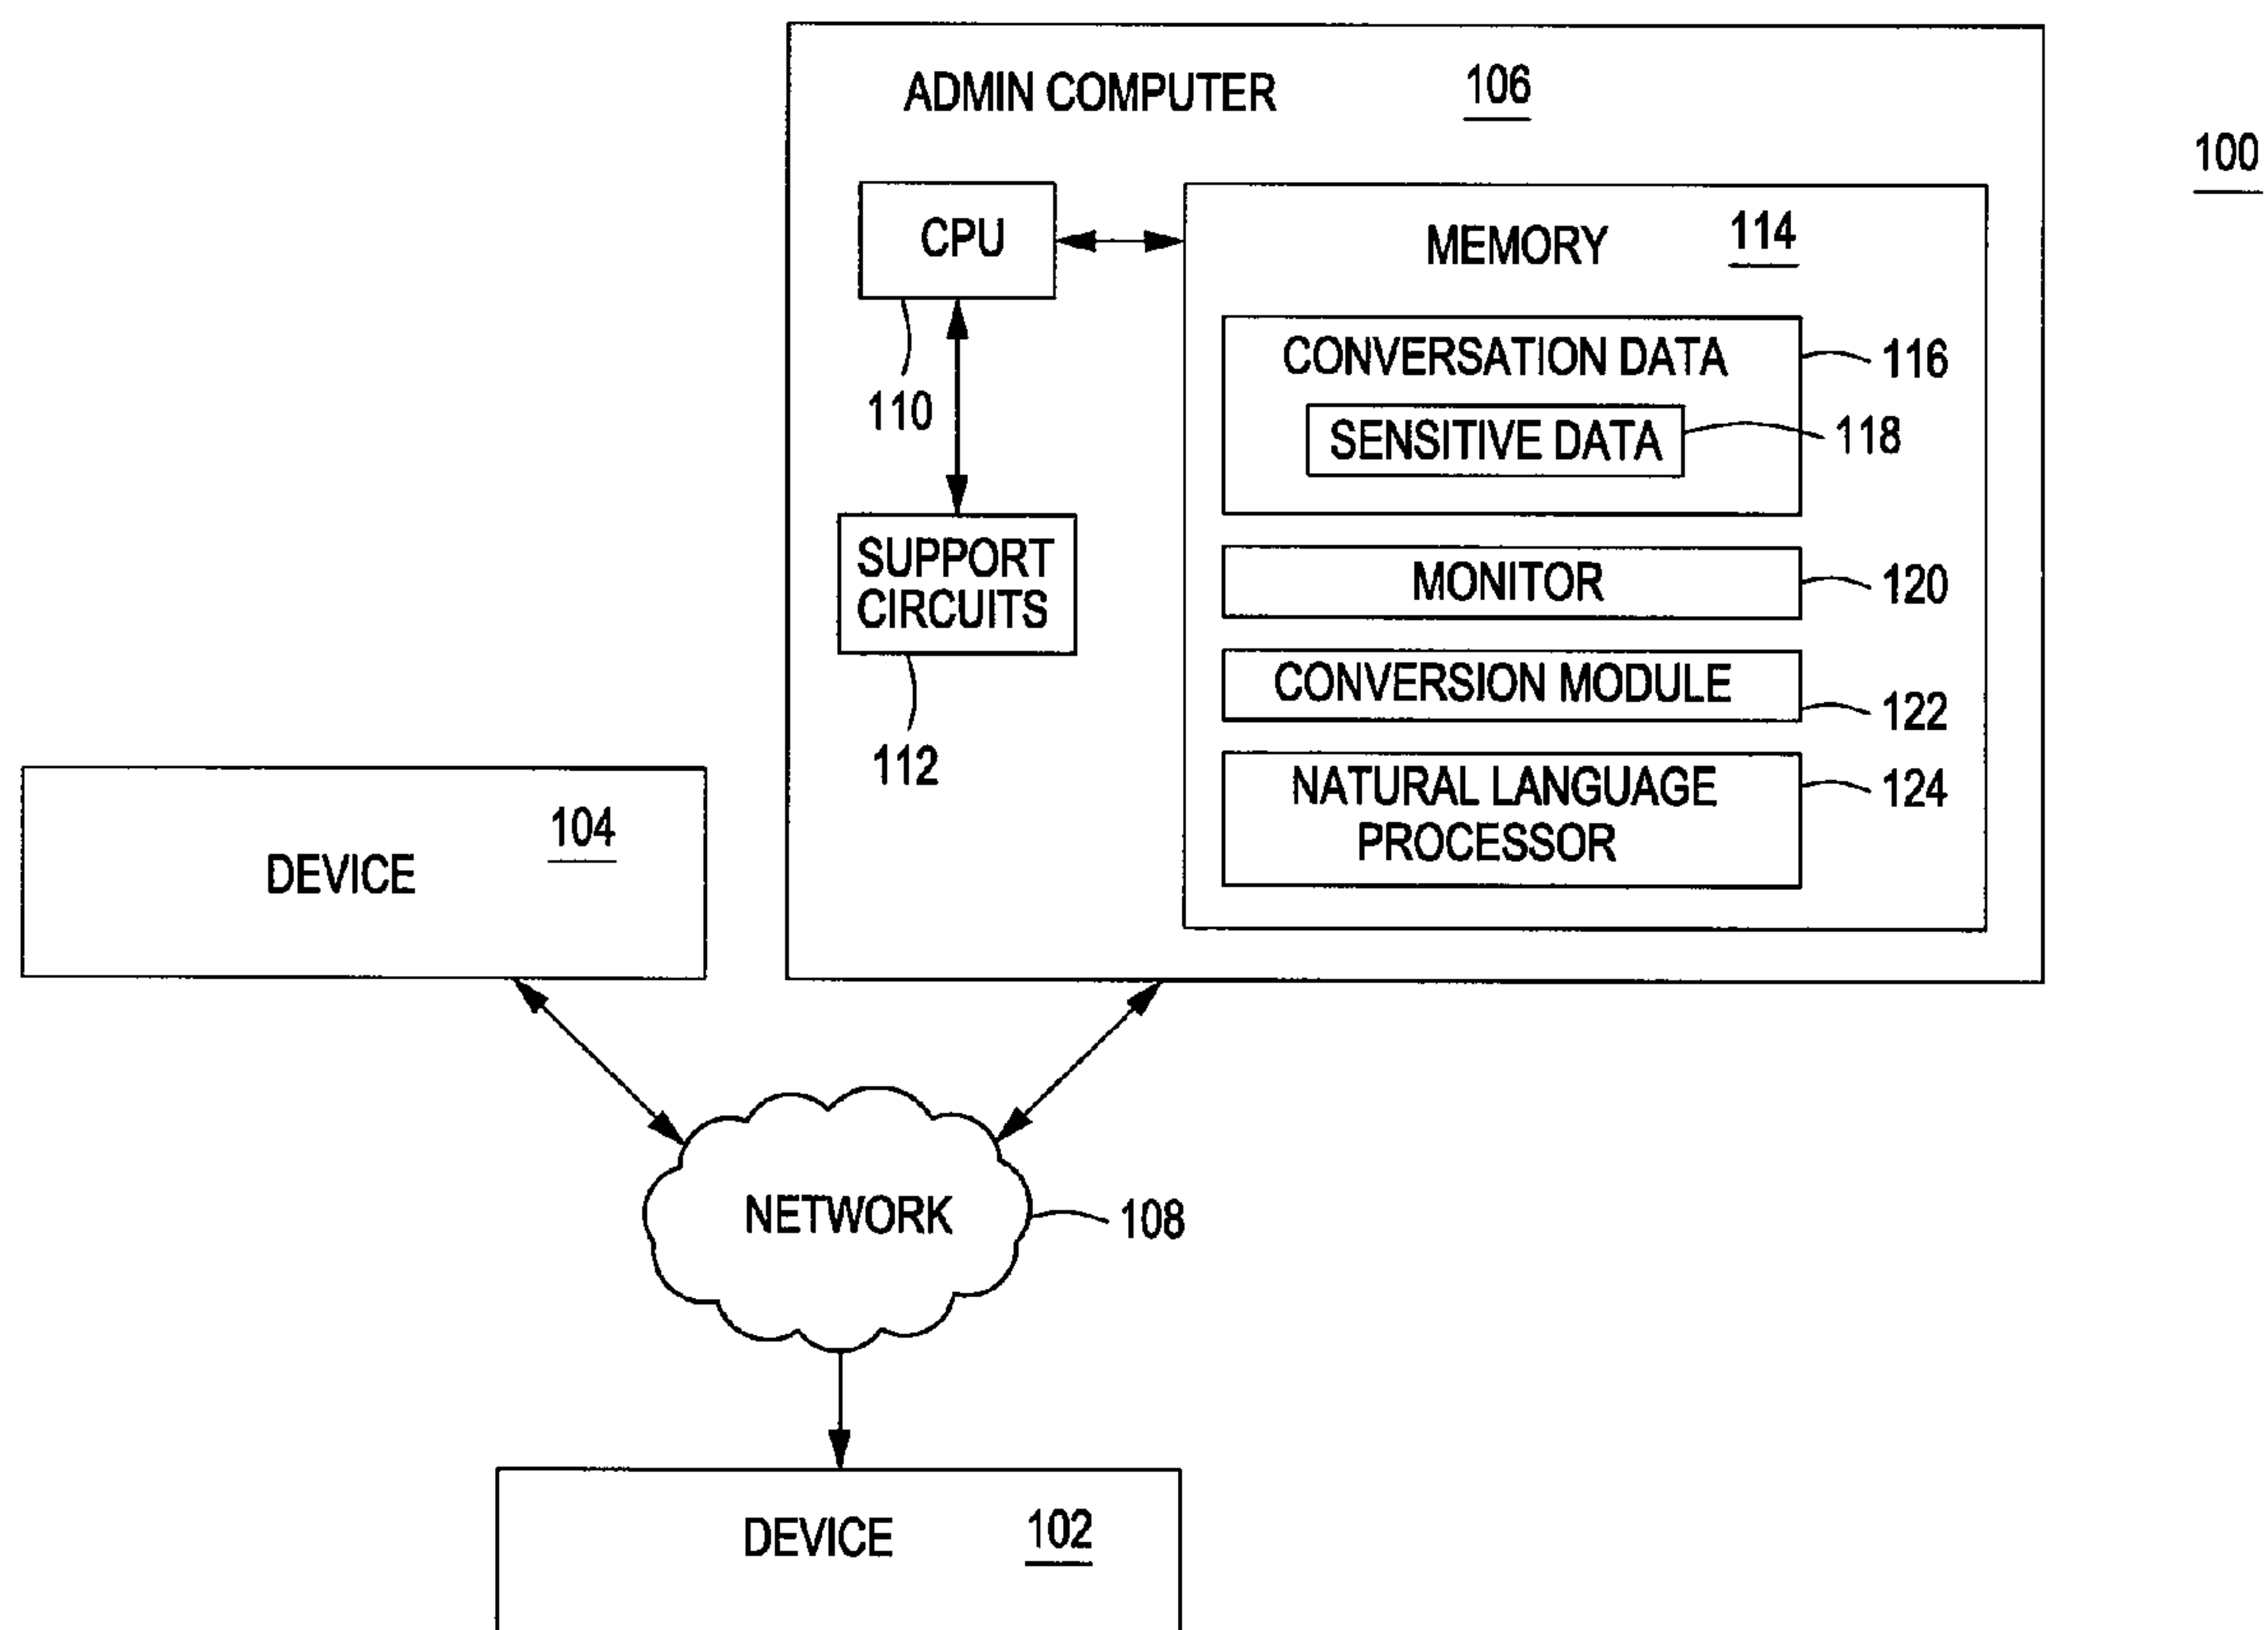 ADMIN COMPUTER 106
100
CPU
MEMORY 114
110
CONVERSATION DATA 116
SENSITIVE DATA 118
SUPPORT
CIRCUITS
112
MONITOR 120
CONVERSION MODULE 122
NATURAL LANGUAGE
PROCESSOR
124
DEVICE 104
NETWORK 108
DEVICE 102